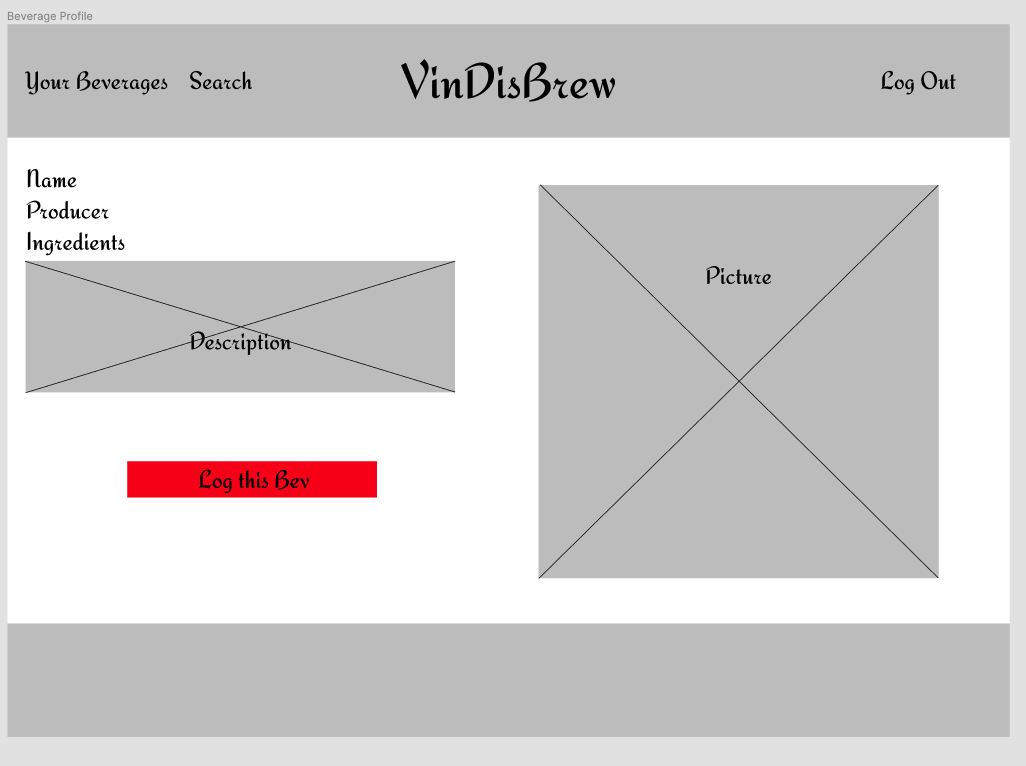 Beverage Profile
Your Beverages Search VinDisBrew Log Out
Name
Producer
Ingredients
Picture
Description
Log this Bev